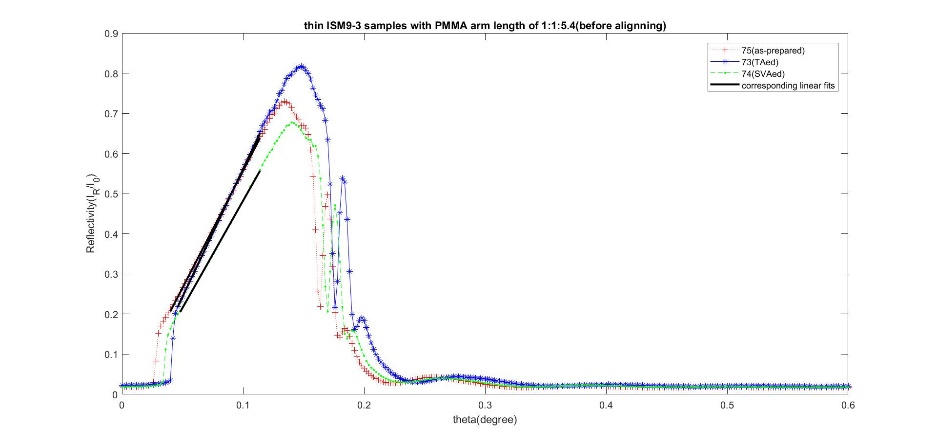 thin ISM9-3 samples with PMMA arm length of 1:1:5.4(before alignning)
0.9
0.8
0.7
0.6
0.5
0.4
0.3
0.2
0.1
0
Reflectivity(I_R/I_0)
75(as-prepared)
73(TAed)
74(SVAed)
corresponding linear fits
0 0.1 0.2 0.3 0.4 0.5 0.6
theta(degree)